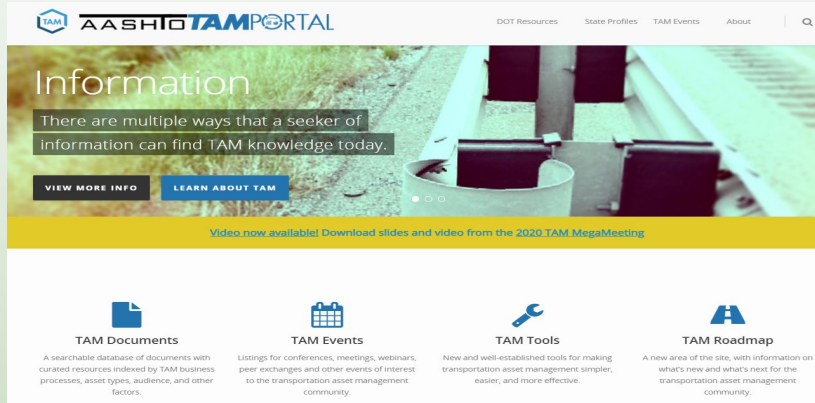 TAM AASHTO TAM PORTAL
DOT Resources State Profiles TAM Events About
Information
There are multiple ways that a seeker of
information can find TAM knowledge today.
VIEW MORE INFO LEARN ABOUT TAM
Video now available! Download slides and video from the 2020 TAM MegaMeeting
TAM Documents
A searchable database of documents with
curated resources indexed by TAM business
processes, asset types, audience, and other
factors.
TAM Events
Listings for conferences, meetings, webinars,
peer exchanges and other events of interest
to the transportation asset management
community.
TAM Tools
New and well-established tools for making
transportation asset management simpler,
easier, and more effective.
TAM Roadmap
A new area of the site, with information on
what's new and what's next for the
transportation asset management
community.